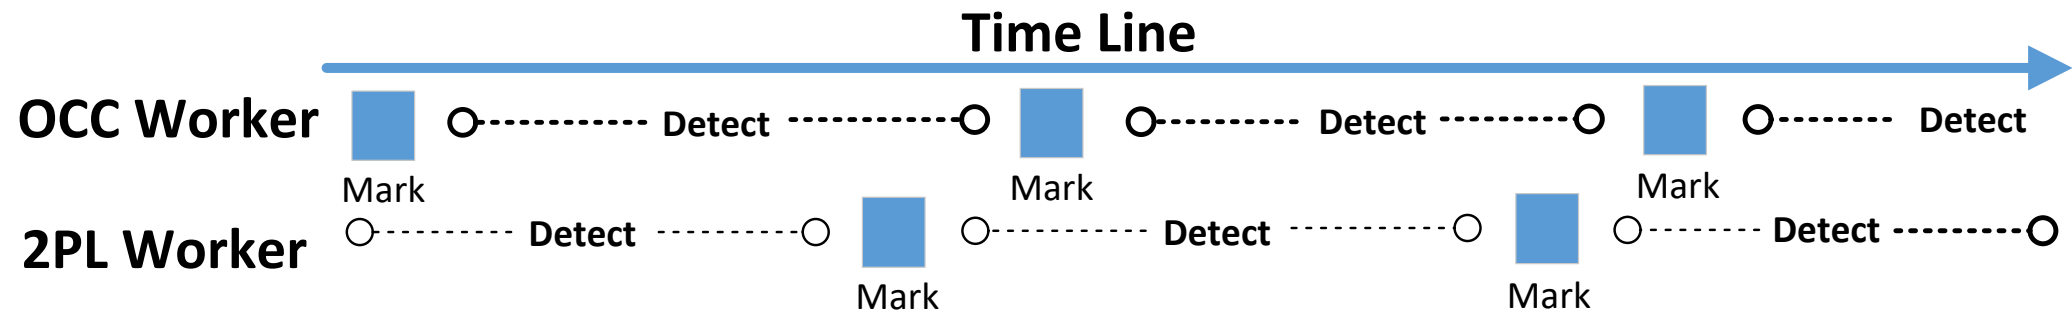 Time Line
OCC Worker Detect Detect Detect
Mark Mark Mark
2PL Worker Detect Detect Detect
Mark Mark